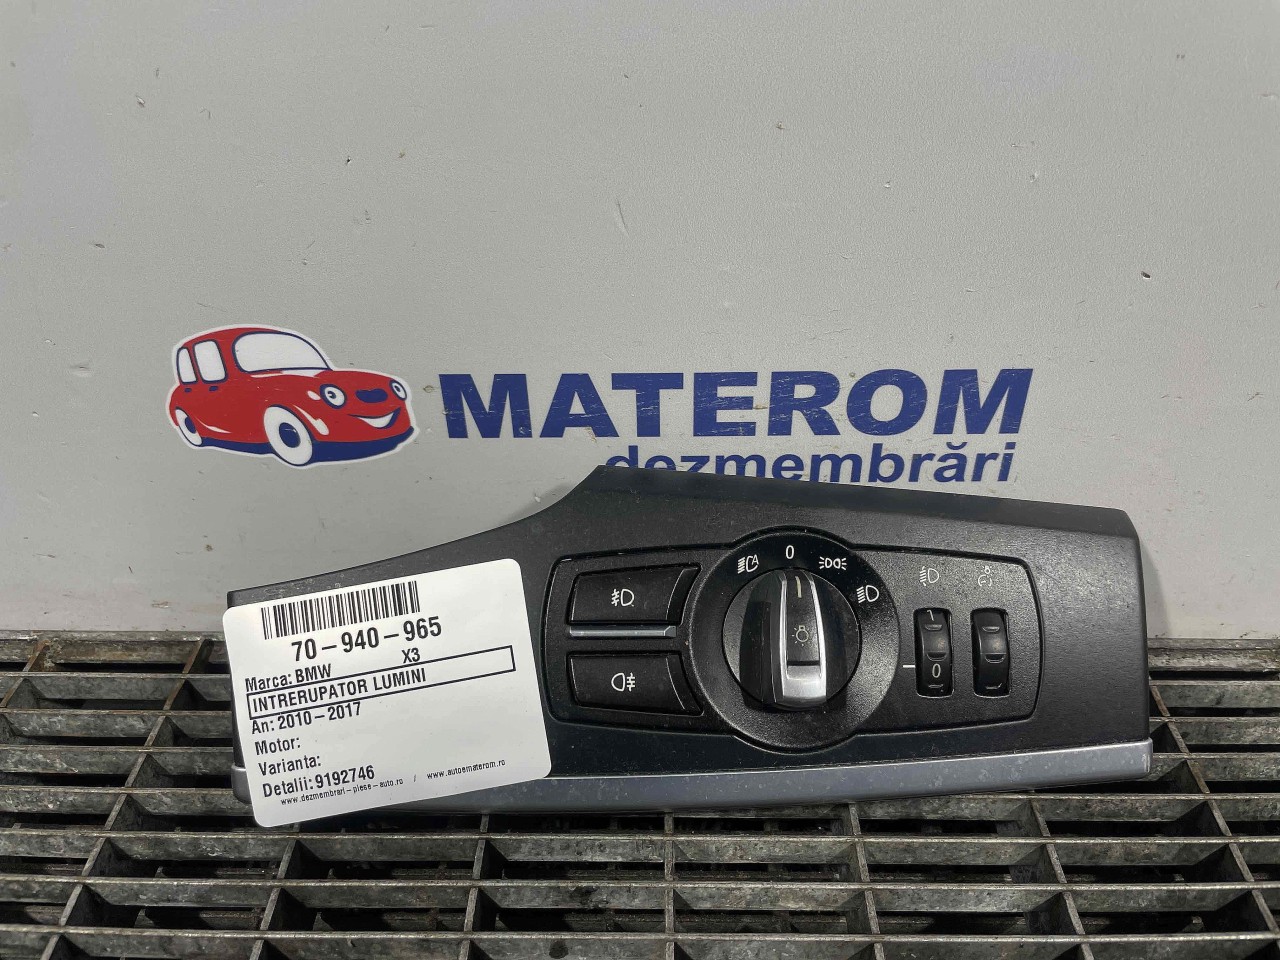 MATEROM
dezmembrări
70-940-965
Marca: BMW X3
INTRERUPATOR LUMINI
An: 2010-2017
Motor:
Varianta:
Detalii: 9192746
www.dezmembrari-piese-auto.ro / www.autoematerom.ro
A 0
1
0